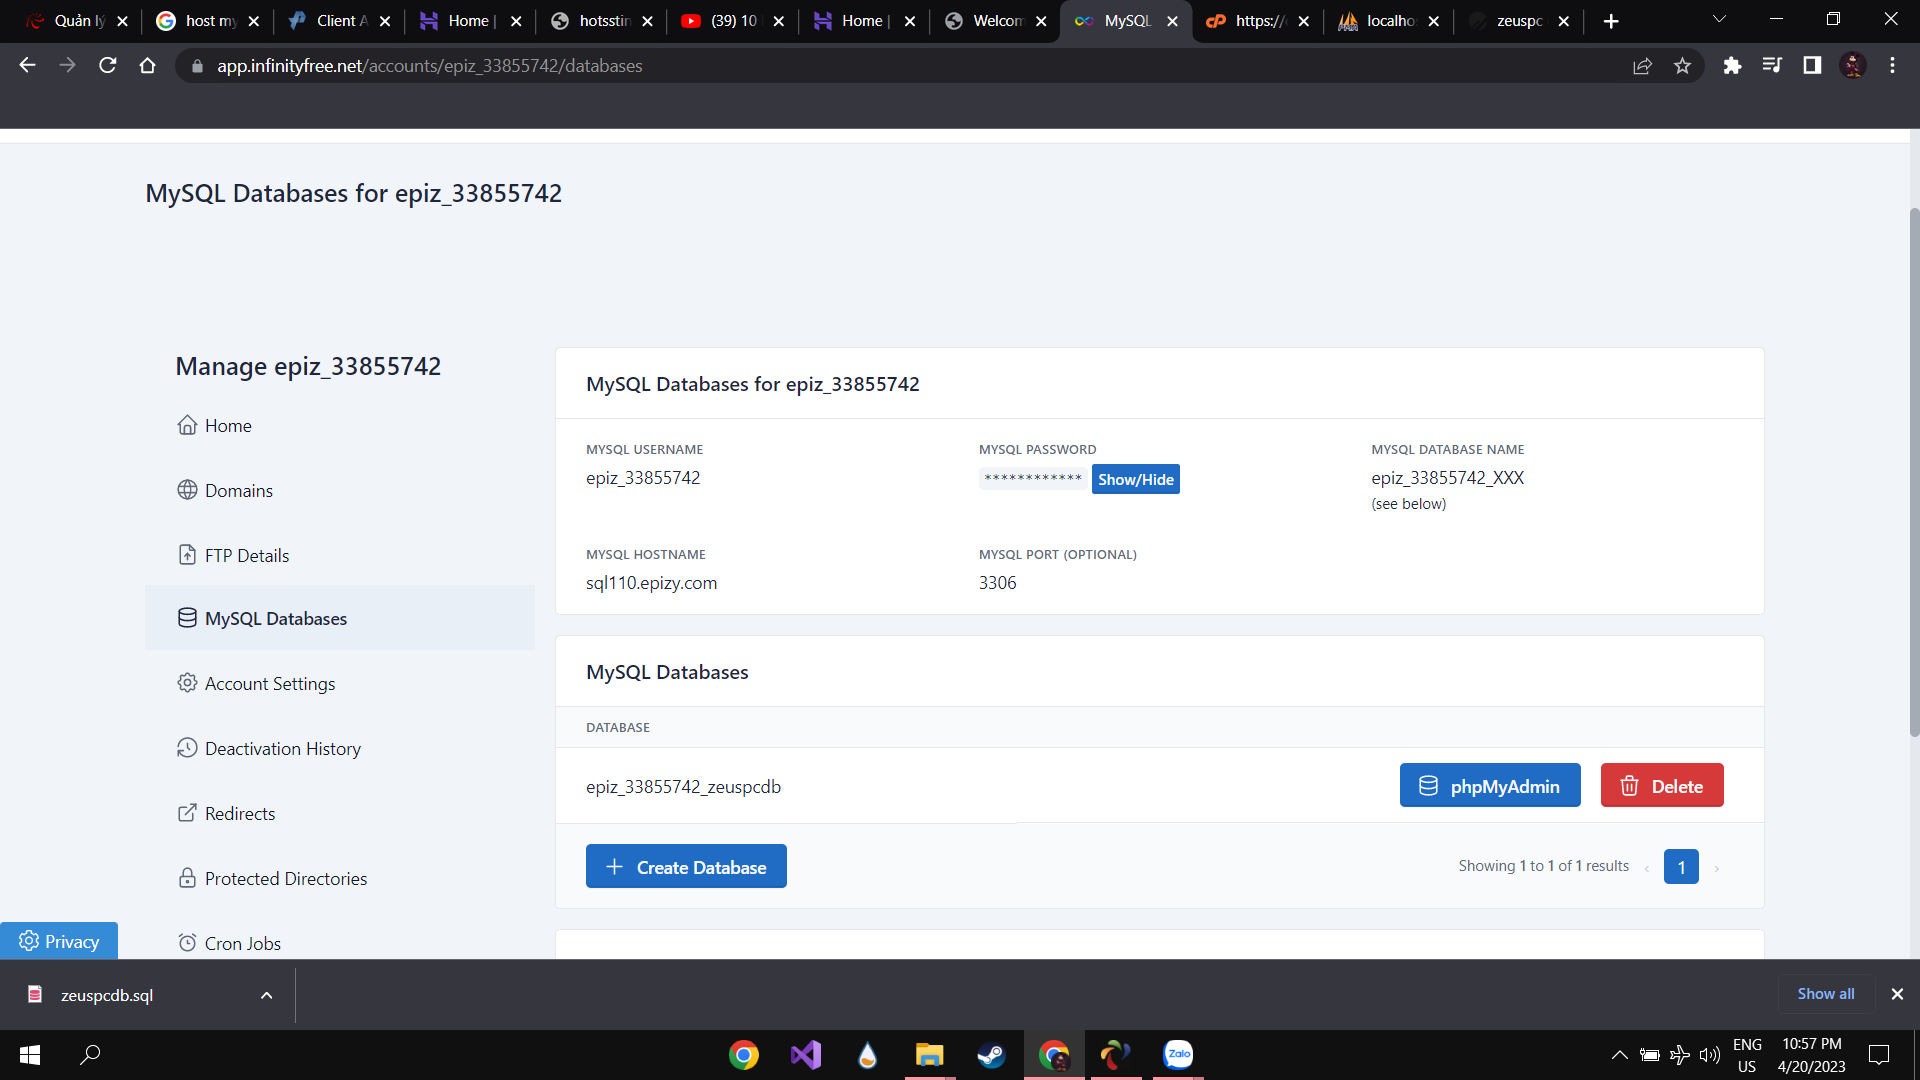 Quản lý
host my
Client A
Home |
hotsstin
(39) 10
Home |
Welcom
MySQL
https://
localho
zeuspc
app.infinityfree.net/accounts/epiz_33855742/databases
MySQL Databases for epiz_33855742
Manage epiz_33855742
Home
Domains
FTP Details
MySQL Databases
Account Settings
Deactivation History
Redirects
Protected Directories
Cron Jobs
MySQL Databases for epiz_33855742
MYSQL USERNAME
epiz_33855742
MYSQL PASSWORD
************ Show/Hide
MYSQL DATABASE NAME
epiz_33855742_XXX
(see below)
MYSQL HOSTNAME
sql110.epizy.com
MYSQL PORT (OPTIONAL)
3306
MySQL Databases
DATABASE
epiz_33855742_zeuspcdb
phpMyAdmin
Delete
+ Create Database
Showing 1 to 1 of 1 results ‹ 1 ›
Privacy
zeuspcdb.sql
Show all
Zalo
ENG
US
10:57 PM
4/20/2023